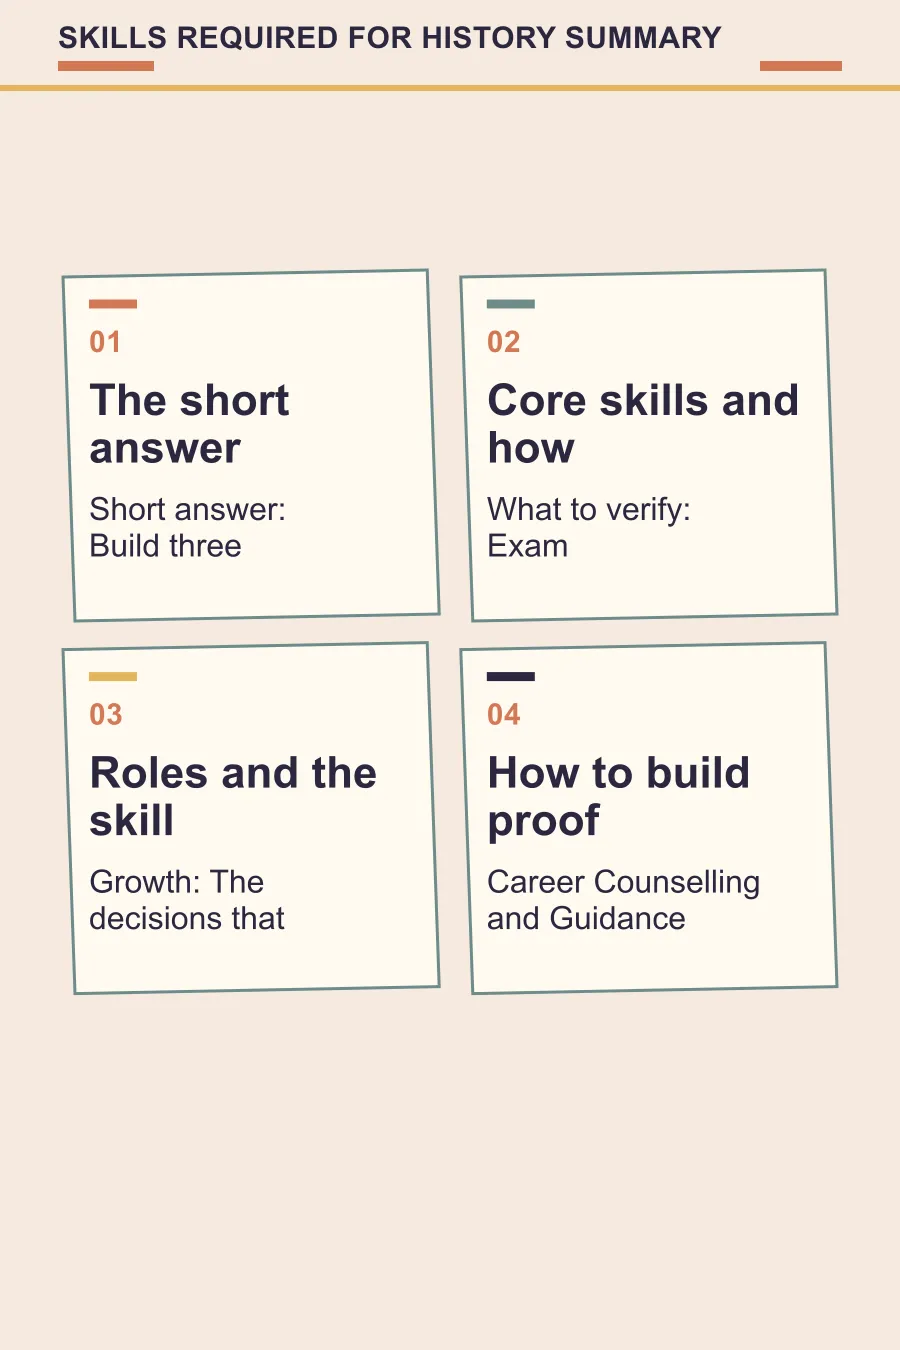 SKILLS REQUIRED FOR HISTORY SUMMARY
01
The short
answer
Short answer:
Build three
02
Core skills and
how
What to verify:
Exam
03
Roles and the
skill
Growth: The
decisions that
04
How to build
proof
Career Counselling
and Guidance